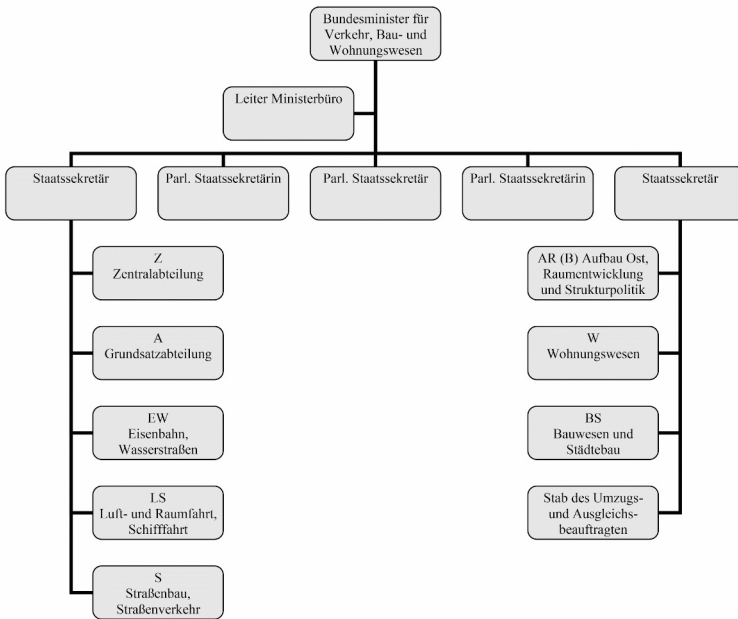 Bundesminister für
Verkehr, Bau- und
Wohnungswesen
Leiter Ministerbüro
Staatssekretär
Parl. Staatssekretärin
Parl. Staatssekretär
Parl. Staatssekretärin
Staatssekretär
Z
Zentralabteilung
A
Grundsatzabteilung
EW
Eisenbahn,
Wasserstraßen
LS
Luft- und Raumfahrt,
Schifffahrt
S
Straßenbau,
Straßenverkehr
AR (B) Aufbau Ost,
Raumentwicklung
und Strukturpolitik
W
Wohnungswesen
BS
Bauwesen und
Städtebau
Stab des Umzugs-
und Ausgleichs-
beauftragten